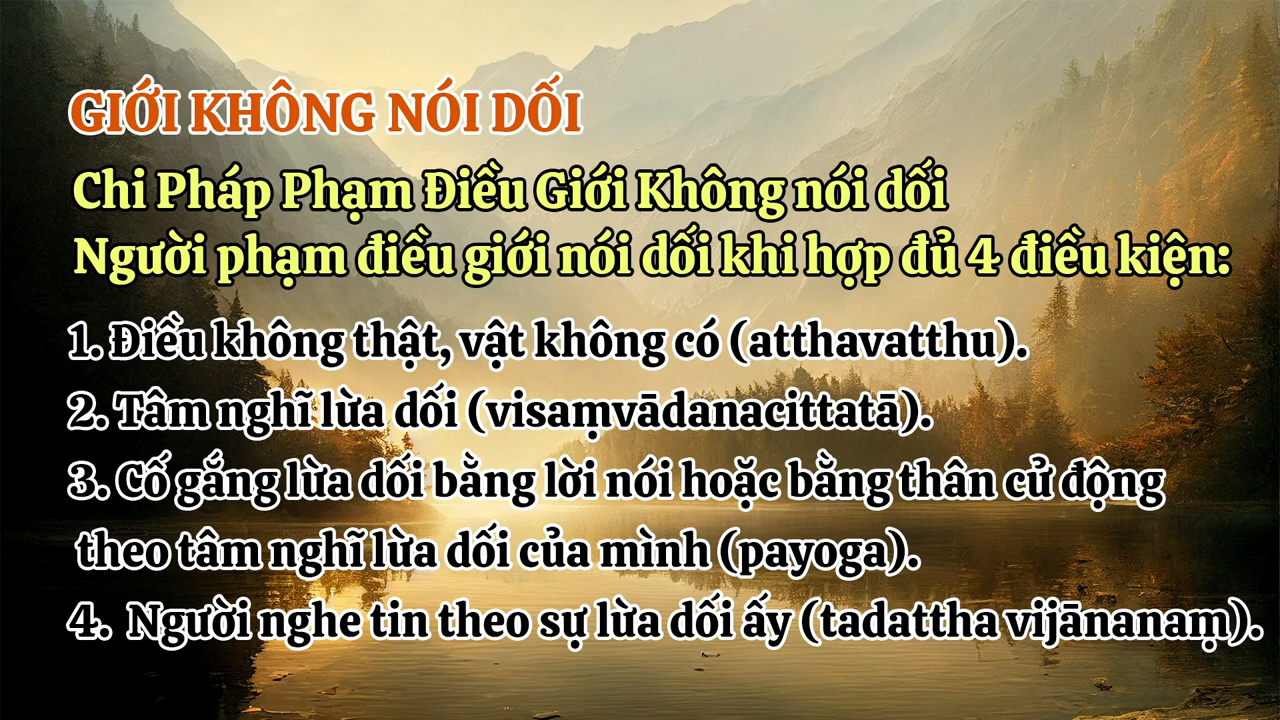 GIỚI KHÔNG NÓI DỐI
Chi Pháp Phạm Điều Giới Không nói dối
Người phạm điều giới nói dối khi hợp đủ 4 điều kiện:
1. Điều không thật, vật không có (atthavatthu).
2. Tâm nghĩ lừa dối (visaṃvādanacittatā).
3. Cố gắng lừa dối bằng lời nói hoặc bằng thân cử động
theo tâm nghĩ lừa dối của mình (payoga).
4. Người nghe tin theo sự lừa dối ấy (tadattha vijānanaṃ).